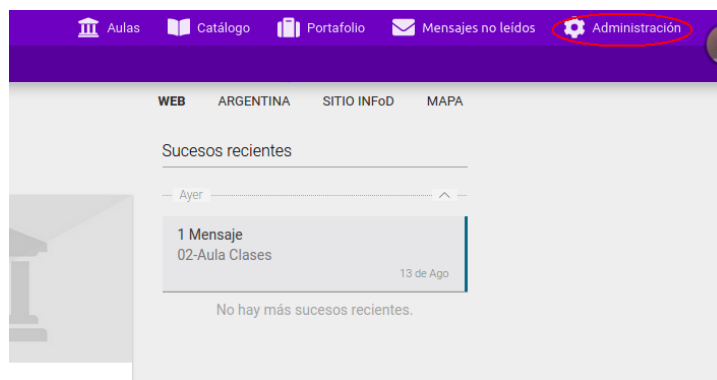 Aulas Catálogo Portafolio Mensajes no leídos Administración
WEB ARGENTINA SITIO INFoD MAPA
Sucesos recientes
Ayer
1 Mensaje
02-Aula Clases
13 de Ago
No hay más sucesos recientes.